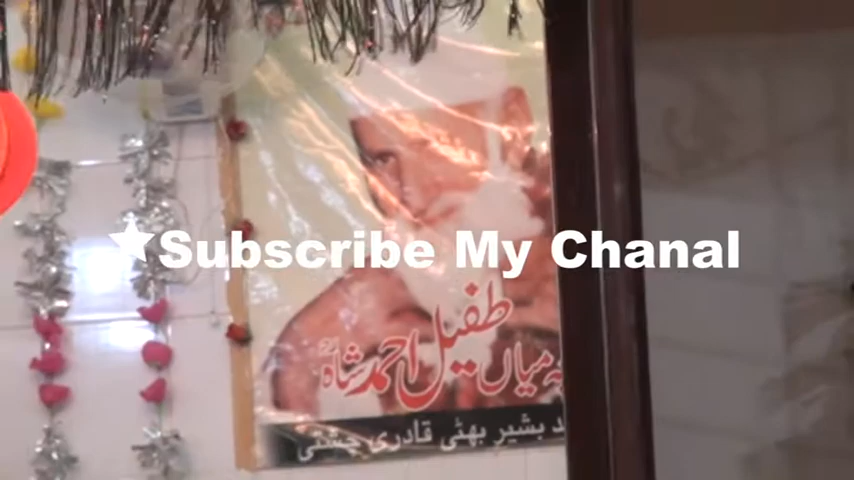 Subscribe My Chanal
میاں طفیل احمد شاہؒ
بشیر بھٹی قادری چشتی